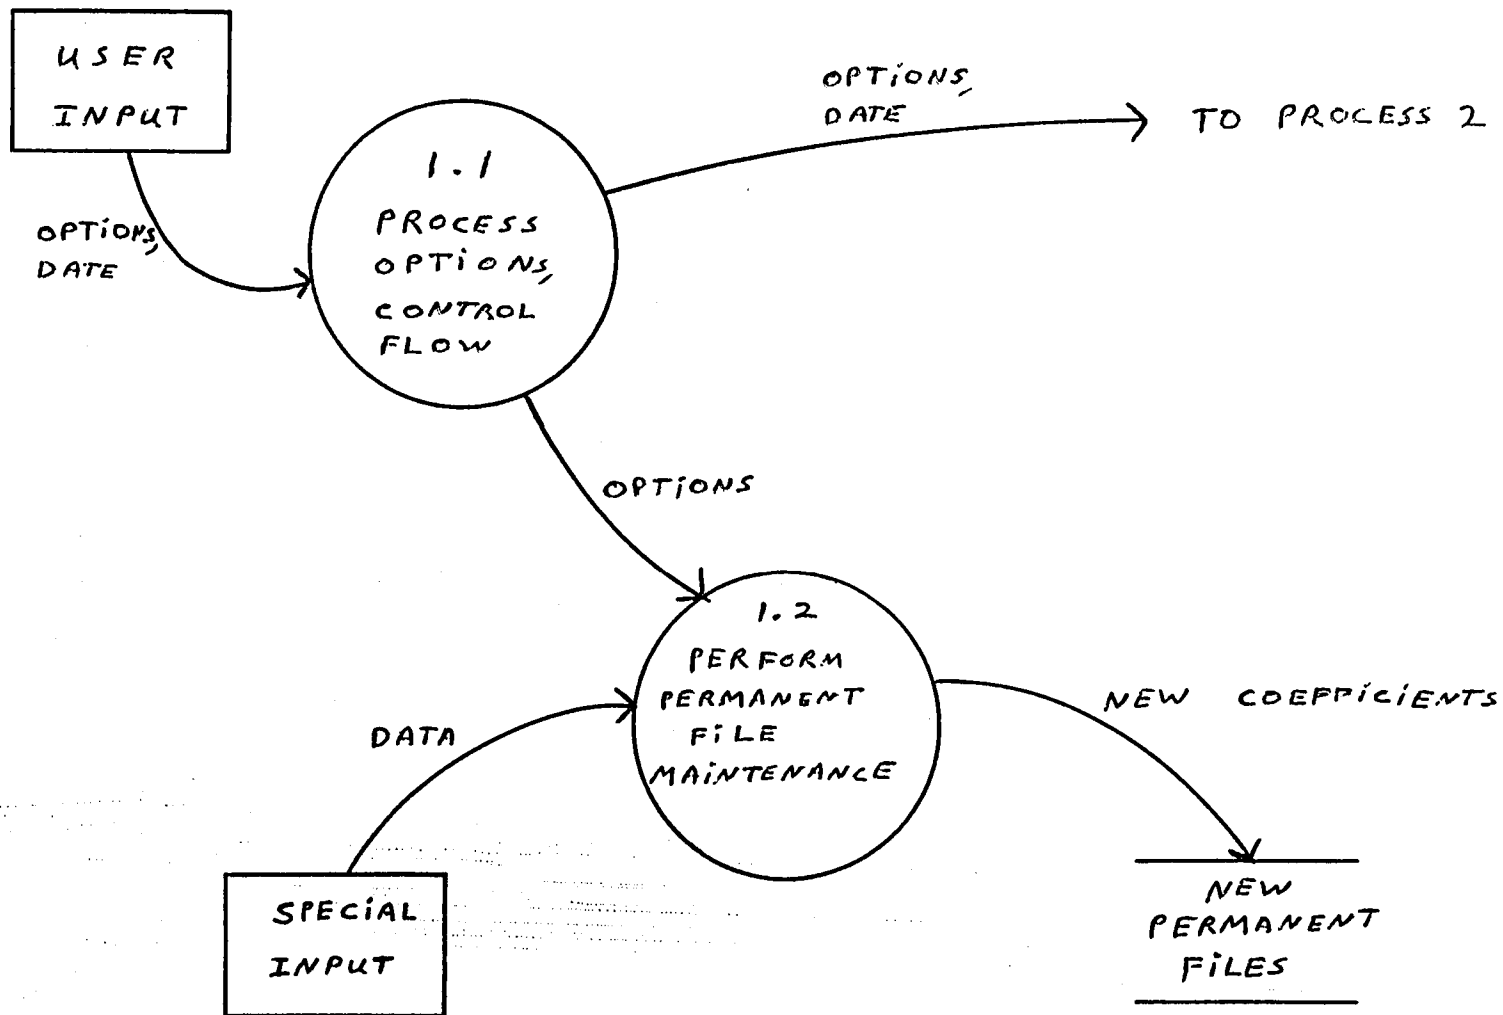 USER
INPUT
OPTIONS,
DATE
1.1
PROCESS
OPTIONS,
CONTROL
FLOW
OPTIONS,
DATE
TO PROCESS 2
OPTIONS
1.2
PERFORM
PERMANENT
FILE
MAINTENANCE
DATA
SPECIAL
INPUT
NEW COEFFICIENTS
NEW
PERMANENT
FILES